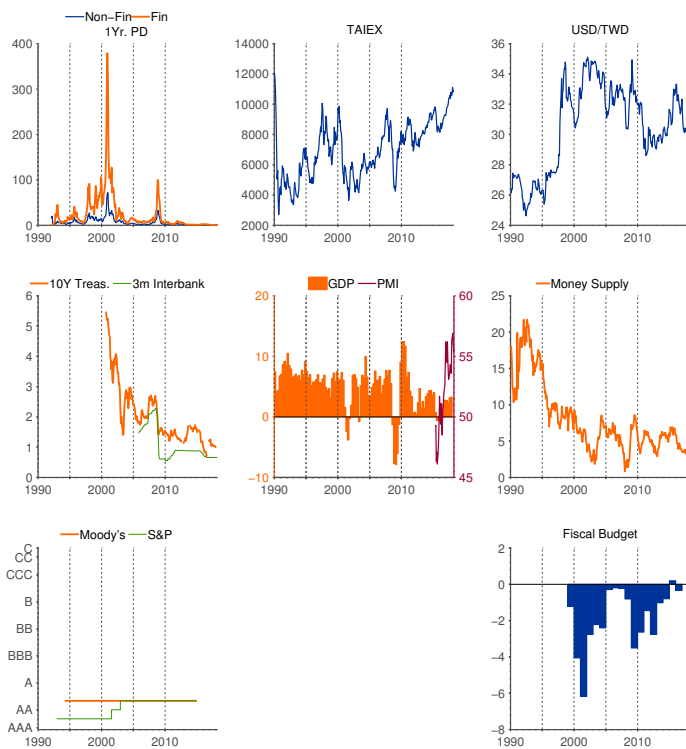 Non−Fin Fin
1Yr. PD
400
300
200
100
0
1990 2000 2010
TAIEX
14000
12000
10000
8000
6000
4000
2000
1990 2000 2010
USD/TWD
36
34
32
30
28
26
24
1990 2000 2010
10Y Treas. 3m Interbank
6
5
4
3
2
1
0
1990 2000 2010
GDP PMI
20
10
0
−10
60
55
50
45
1990 2000 2010
Money Supply
25
20
15
10
5
0
1990 2000 2010
Moody's S&P
C
CC
CCC
B
BB
BBB
A
AA
AAA
1990 2000 2010
Fiscal Budget
2
0
−2
−4
−6
−8
1990 2000 2010